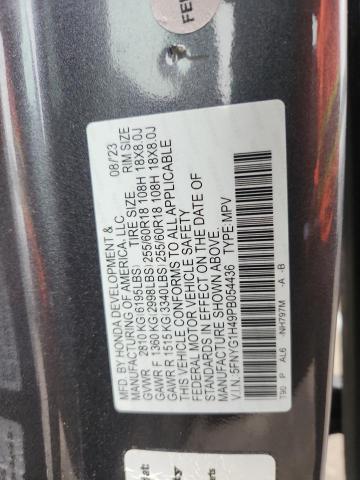 MFD. BY HONDA DEVELOPMENT & 08/'23
MANUFACTURING OF AMERICA, LLC
TIRE SIZE RIM SIZE
GVWR 2810KG(6195LBS)
GAWR F 1360KG(2998LBS) 255/60R18 108H 18X8.0J
GAWR R 1515KG(3340LBS) 255/60R18 108H 18X8.0J
THIS VEHICLE CONFORMS TO ALL APPLICABLE
FEDERAL MOTOR VEHICLE SAFETY
STANDARDS IN EFFECT ON THE DATE OF
MANUFACTURE SHOWN ABOVE.
V.I.N. 5FNYG1H49PB054436 TYPE:MPV
T90 P AL6 NH797M -A -B